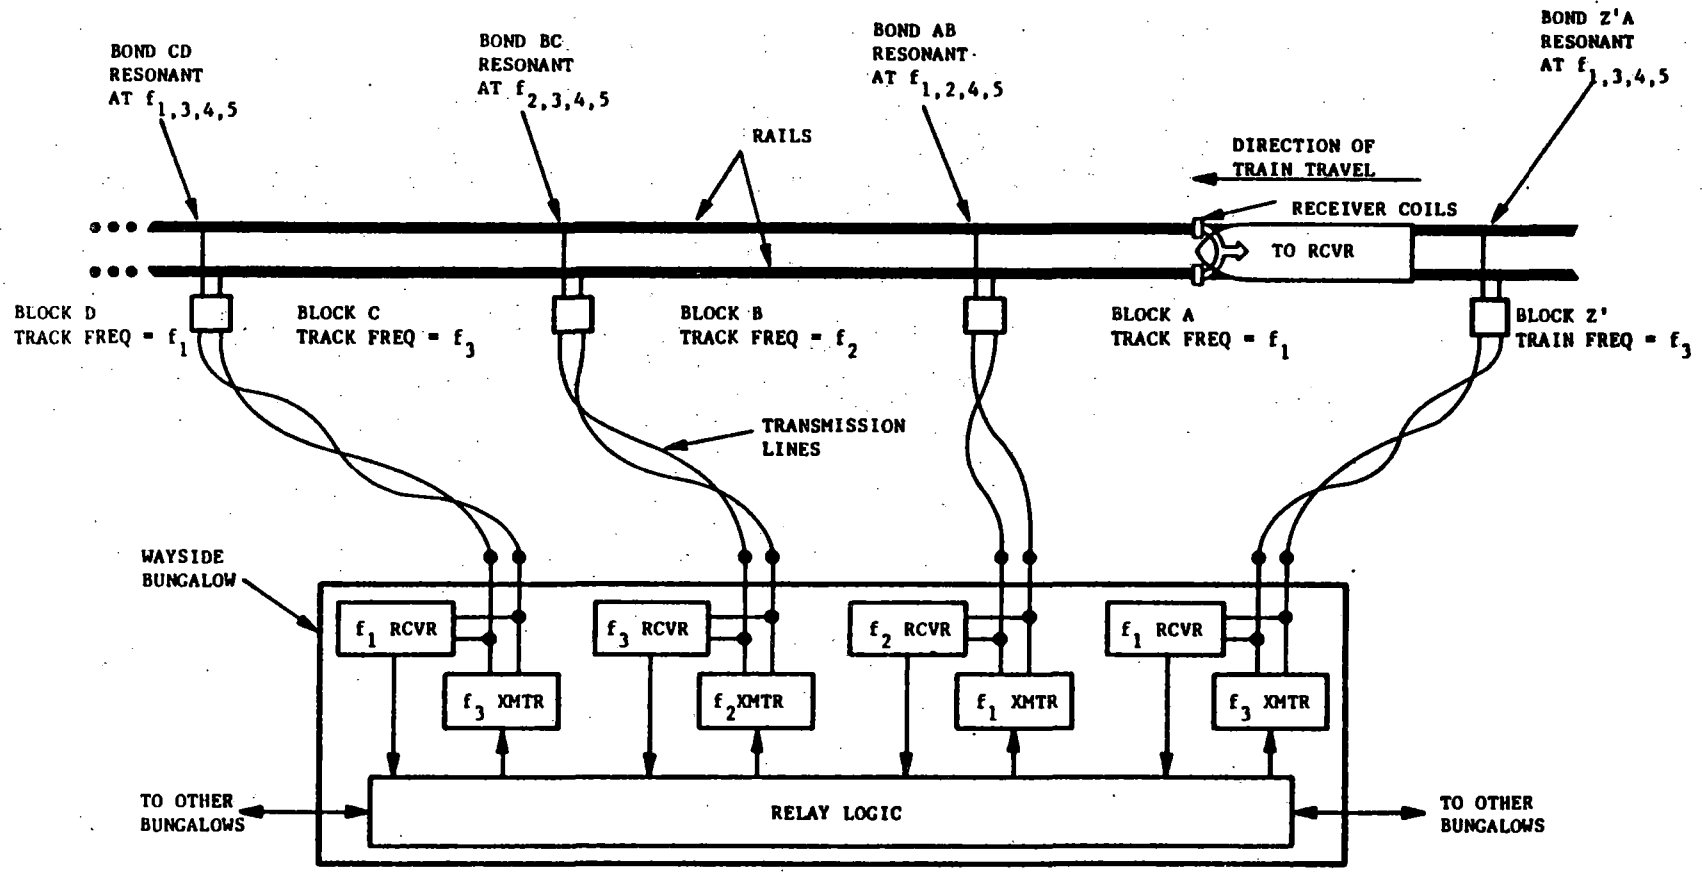 BOND CD
RESONANT
AT f1,3,4,5
BOND BC
RESONANT
AT f2,3,4,5
BOND AB
RESONANT
AT f1,2,4,5
BOND Z'A
RESONANT
AT f1,3,4,5
RAILS
DIRECTION OF
TRAIN TRAVEL
RECEIVER COILS
TO RCVR
BLOCK D
TRACK FREQ = f1
BLOCK C
TRACK FREQ = f3
BLOCK B
TRACK FREQ = f2
BLOCK A
TRACK FREQ = f1
BLOCK Z'
TRAIN FREQ = f3
TRANSMISSION
LINES
WAYSIDE
BUNGALOW
f1 RCVR
f3 RCVR
f2 RCVR
f1 RCVR
f3 XMTR
f2XMTR
f1 XMTR
f3 XMTR
TO OTHER
BUNGALOWS
RELAY LOGIC
TO OTHER
BUNGALOWS